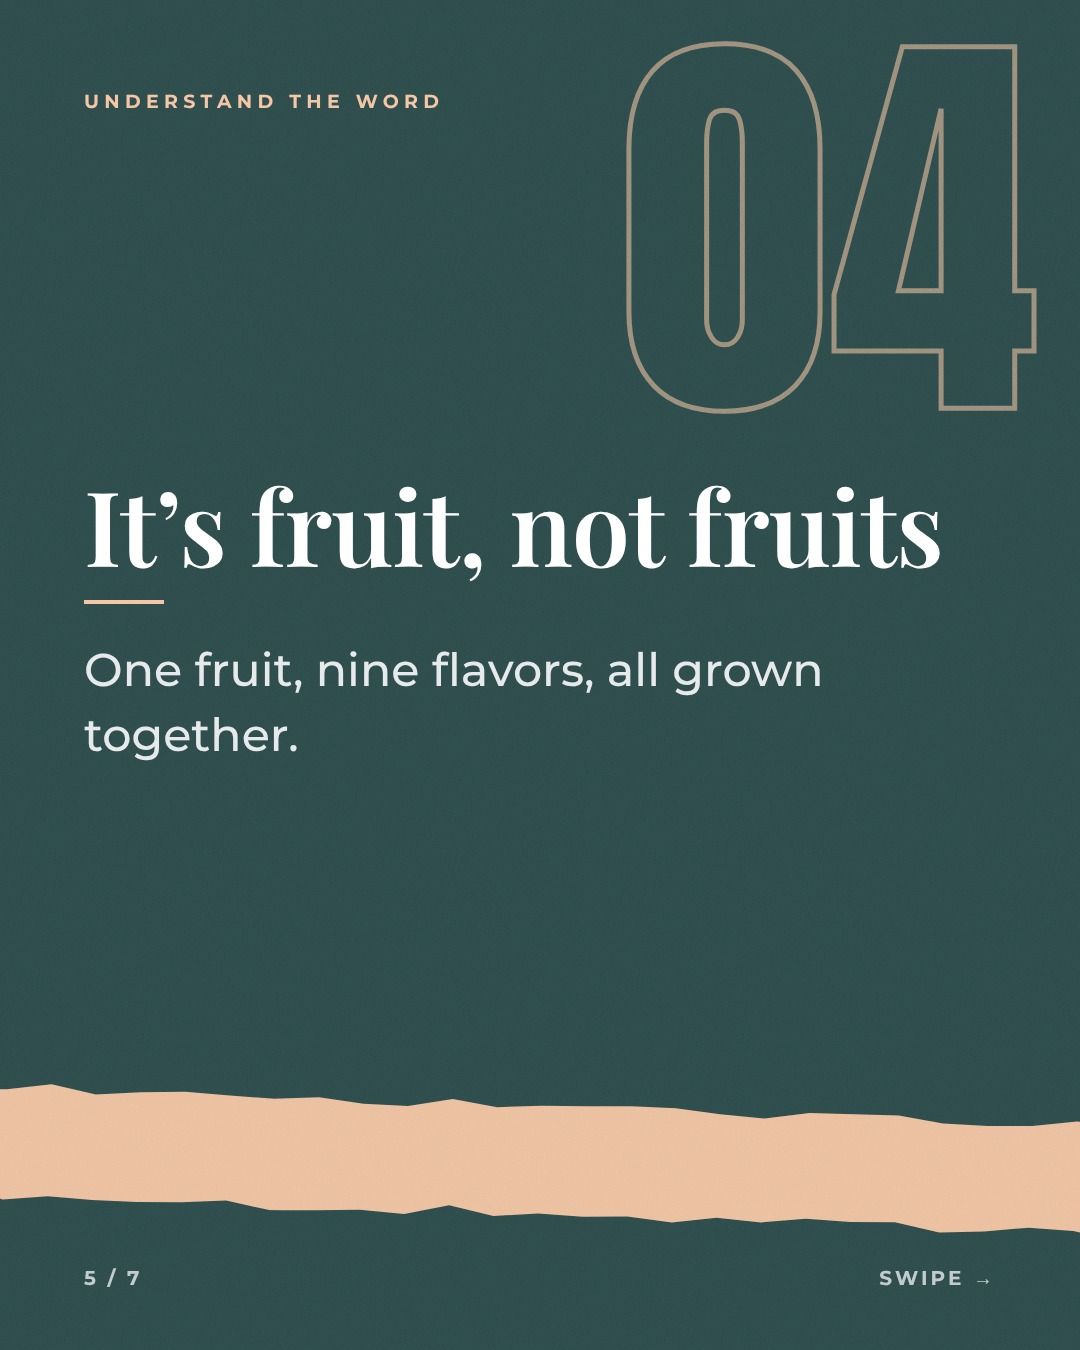 UNDERSTAND THE WORD
04
It’s fruit, not fruits
One fruit, nine flavors, all grown
together.
5 / 7
SWIPE →